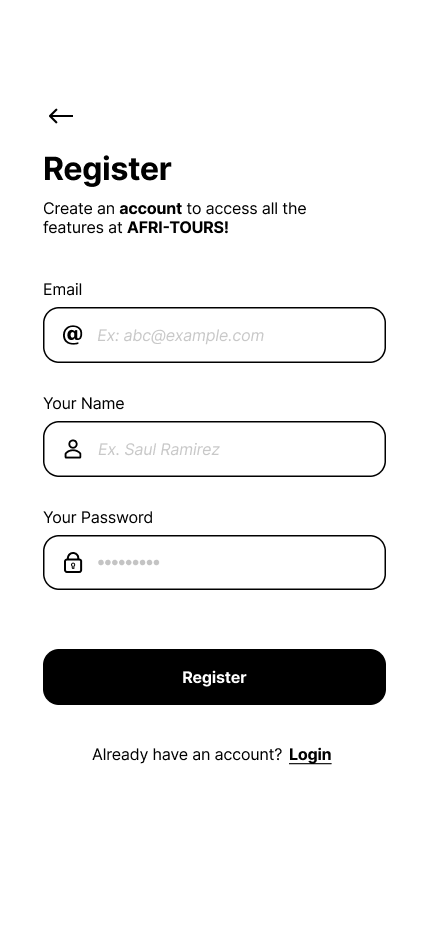 Register
Create an account to access all the
features at AFRI-TOURS!
Email
@ Ex: abc@example.com
Your Name
Ex. Saul Ramirez
Your Password
•••••••••
Register
Already have an account? Login